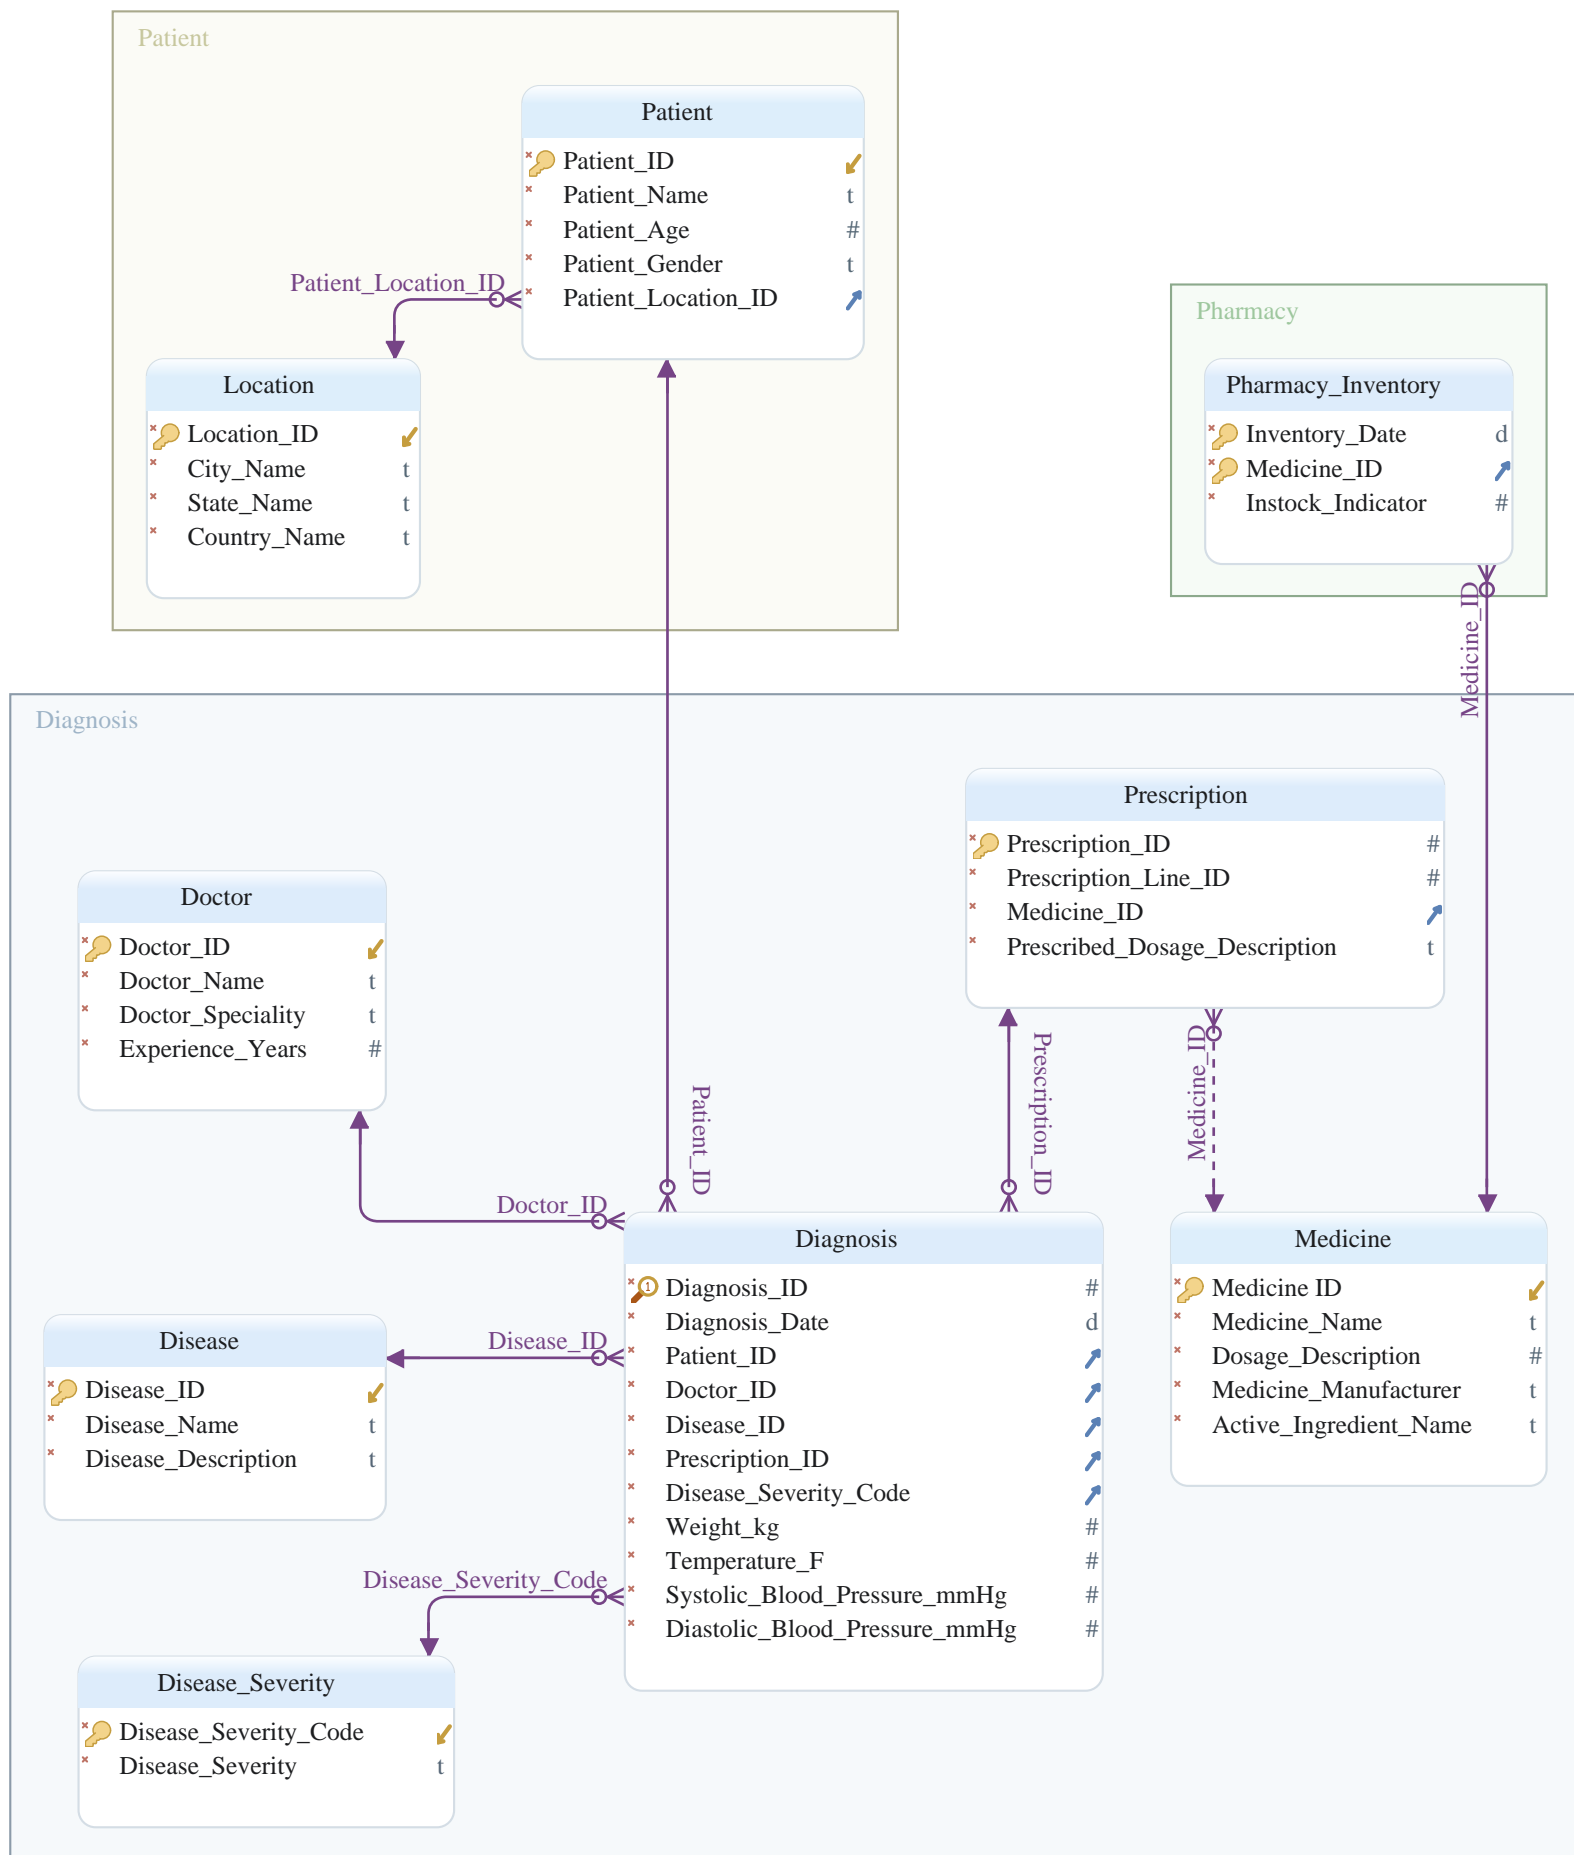 Patient
Patient
Patient_ID
Patient_Name t
Patient_Age #
Patient_Gender t
Patient_Location_ID
Patient_Location_ID
Location
Location_ID
City_Name t
State_Name t
Country_Name t
Pharmacy
Pharmacy_Inventory
Inventory_Date d
Medicine_ID
Instock_Indicator #
Medicine_ID
Diagnosis
Prescription
Prescription_ID #
Prescription_Line_ID #
Medicine_ID
Prescribed_Dosage_Description t
Doctor
Doctor_ID
Doctor_Name t
Doctor_Speciality t
Experience_Years #
Patient_ID
Prescription_ID
Medicine_ID
Doctor_ID
Diagnosis
1 Diagnosis_ID #
Diagnosis_Date d
Patient_ID
Doctor_ID
Disease_ID
Prescription_ID
Disease_Severity_Code
Weight_kg #
Temperature_F #
Systolic_Blood_Pressure_mmHg #
Diastolic_Blood_Pressure_mmHg #
Medicine
Medicine ID
Medicine_Name t
Dosage_Description #
Medicine_Manufacturer t
Active_Ingredient_Name t
Disease_ID
Disease
Disease_ID
Disease_Name t
Disease_Description t
Disease_Severity_Code
Disease_Severity
Disease_Severity_Code
Disease_Severity t